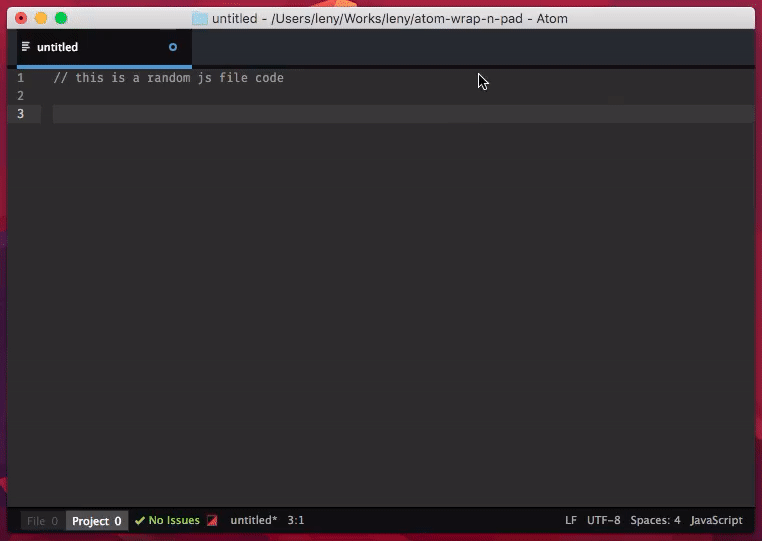 untitled - /Users/leny/Works/leny/atom-wrap-n-pad - Atom
untitled
1 // this is a random js file code
2
3
File 0 Project 0 No Issues untitled* 3:1 LF UTF-8 Spaces: 4 JavaScript